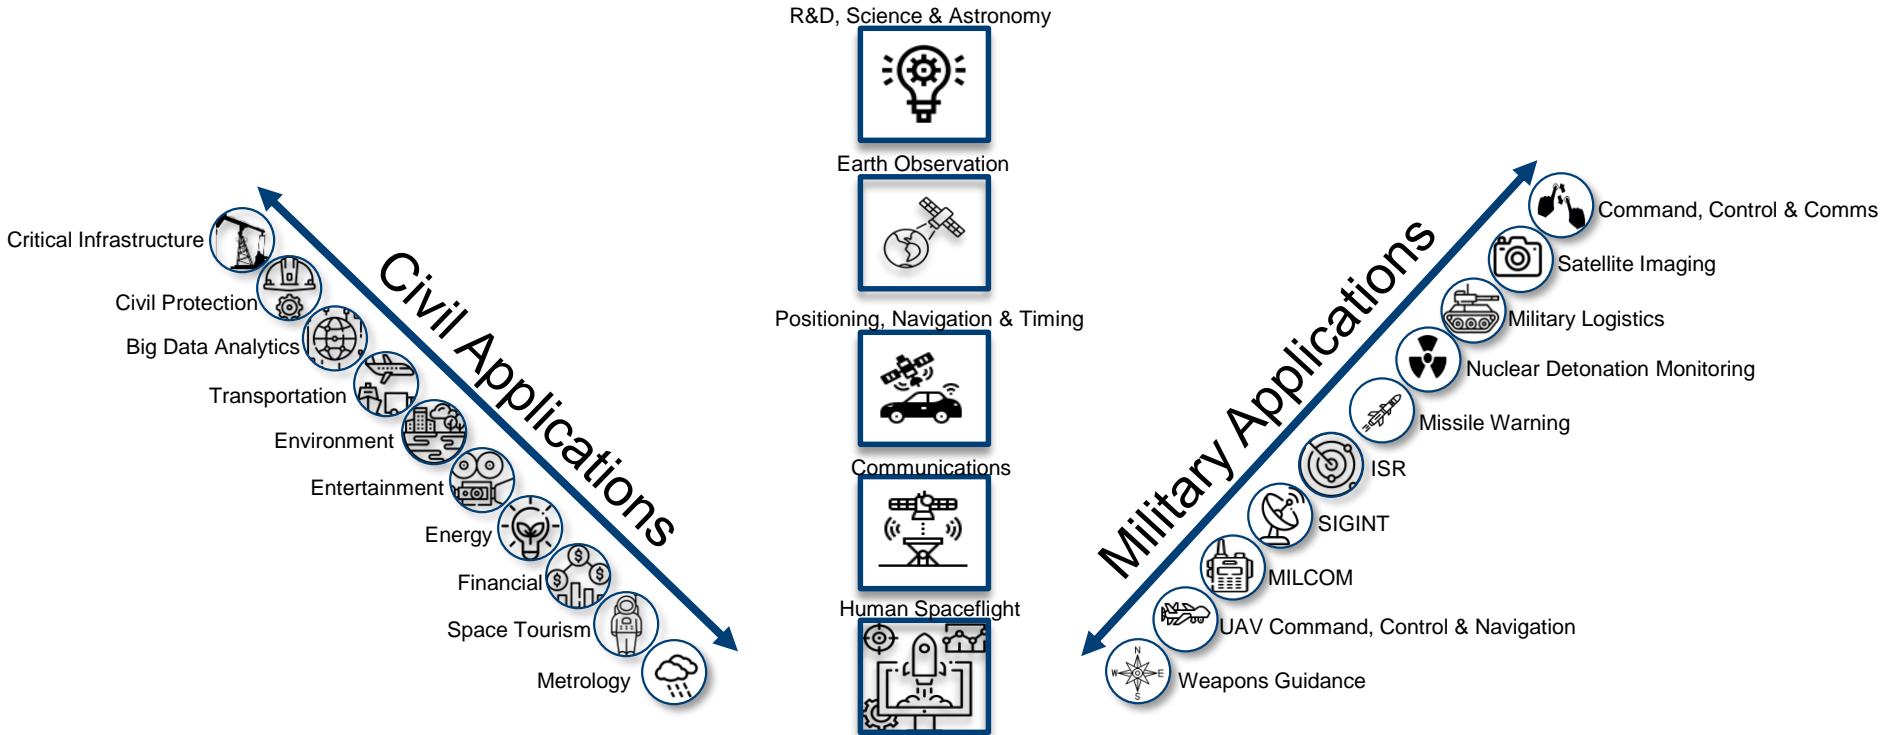 R&D, Science & Astronomy
Earth Observation
Positioning, Navigation & Timing
Communications
Human Spaceflight
Civil Applications
Critical Infrastructure
Civil Protection
Big Data Analytics
Transportation
Environment
Entertainment
Energy
Financial
Space Tourism
Metrology
Military Applications
Command, Control & Comms
Satellite Imaging
Military Logistics
Nuclear Detonation Monitoring
Missile Warning
ISR
SIGINT
MILCOM
UAV Command, Control & Navigation
Weapons Guidance
N
W E
S
$
$ $